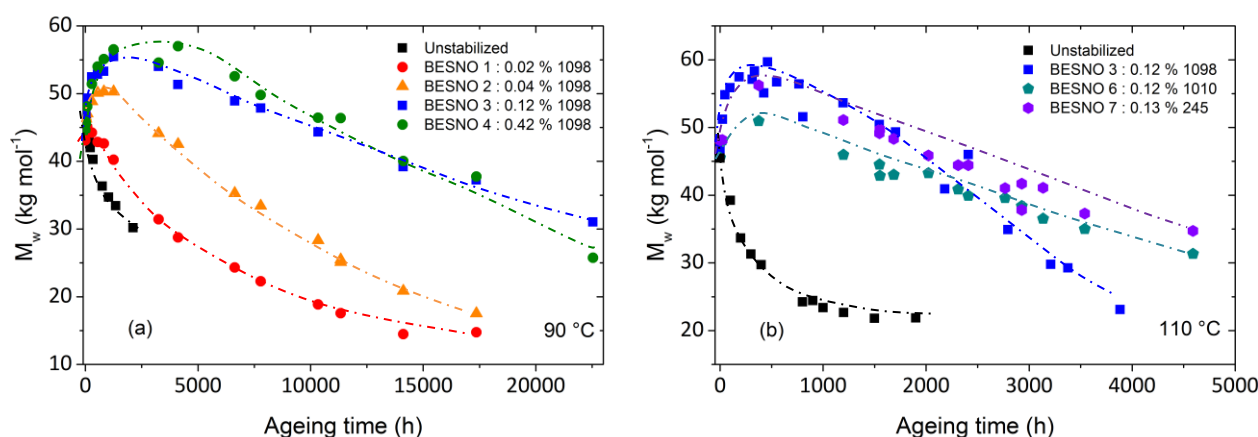 60
50
40
30
20
10
M_w (kg mol⁻¹)
Unstabilized
BESNO 1 : 0.02 % 1098
BESNO 2 : 0.04 % 1098
BESNO 3 : 0.12 % 1098
BESNO 4 : 0.42 % 1098
(a)
90 °C
0 5000 10000 15000 20000
Ageing time (h)
60
50
40
30
20
M_w (kg mol⁻¹)
Unstabilized
BESNO 3 : 0.12 % 1098
BESNO 6 : 0.12 % 1010
BESNO 7 : 0.13 % 245
(b)
110 °C
0 1000 2000 3000 4000 5000
Ageing time (h)